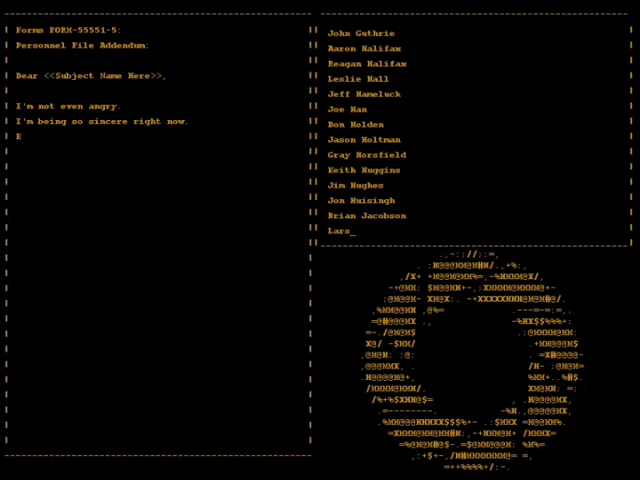 Forms FORM-55551-5:
Personnel File Addendum:
Dear <<Subject Name Here>>,
I'm not even angry.
I'm being so sincere right now.
E
John Guthrie
Aaron Halifax
Reagan Halifax
Leslie Hall
Jeff Hameluck
Joe Han
Don Holden
Jason Holtman
Gray Horsfield
Keith Huggins
Jim Hughes
Jon Huisingh
Brian Jacobson
Lars_